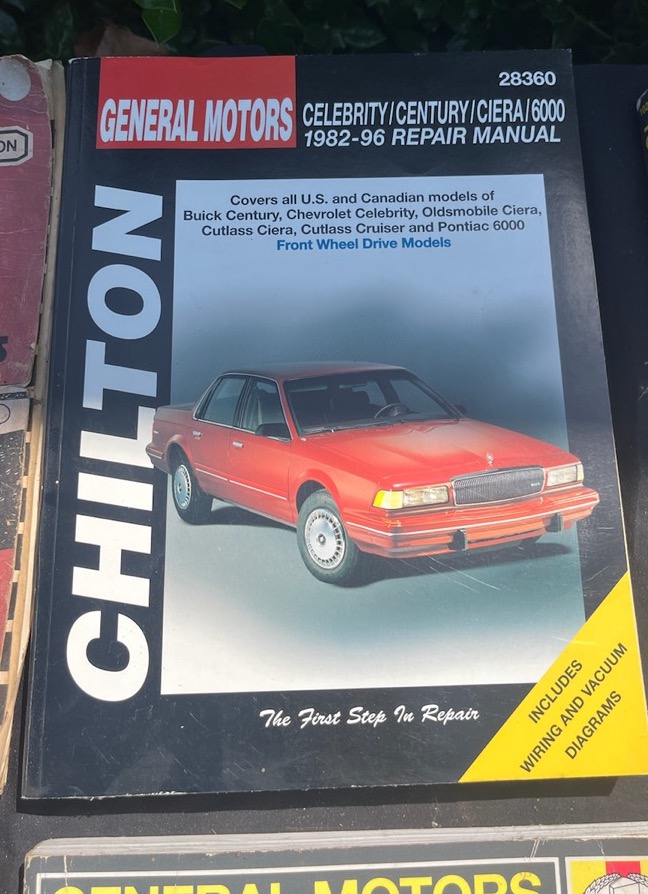 28360
GENERAL MOTORS
CELEBRITY/CENTURY/CIERA/6000
1982-96 REPAIR MANUAL
Covers all U.S. and Canadian models of
Buick Century, Chevrolet Celebrity, Oldsmobile Ciera,
Cutlass Ciera, Cutlass Cruiser and Pontiac 6000
Front Wheel Drive Models
CHILTON
The First Step In Repair
INCLUDES
WIRING AND VACUUM
DIAGRAMS
ON
GENERAL MOTORS